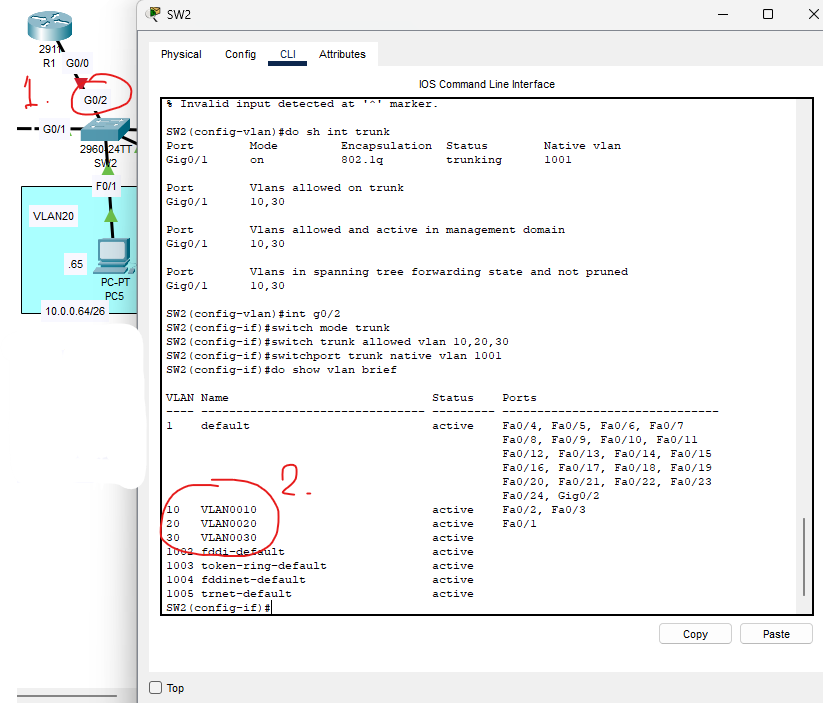 SW2
2911
R1 G0/0
1.
G0/2
G0/1
2960-24TT
SW2
F0/1
VLAN20
.65
PC-PT
PC5
10.0.0.64/26
Physical Config CLI Attributes
IOS Command Line Interface
% Invalid input detected at '^' marker.
SW2(config-vlan)#do sh int trunk
Port Mode Encapsulation Status Native vlan
Gig0/1 on 802.1q trunking 1001
Port Vlans allowed on trunk
Gig0/1 10,30
Port Vlans allowed and active in management domain
Gig0/1 10,30
Port Vlans in spanning tree forwarding state and not pruned
Gig0/1 10,30
SW2(config-vlan)#int g0/2
SW2(config-if)#switch mode trunk
SW2(config-if)#switch trunk allowed vlan 10,20,30
SW2(config-if)#switchport trunk native vlan 1001
SW2(config-if)#do show vlan brief
VLAN Name Status Ports
---- -------------------------------- --------- -------------------------------
1 default active Fa0/4, Fa0/5, Fa0/6, Fa0/7
Fa0/8, Fa0/9, Fa0/10, Fa0/11
Fa0/12, Fa0/13, Fa0/14, Fa0/15
Fa0/16, Fa0/17, Fa0/18, Fa0/19
Fa0/20, Fa0/21, Fa0/22, Fa0/23
Fa0/24, Gig0/2
2.
10 VLAN0010 active Fa0/2, Fa0/3
20 VLAN0020 active Fa0/1
30 VLAN0030 active
1002 fddi-default active
1003 token-ring-default active
1004 fddinet-default active
1005 trnet-default active
SW2(config-if)#
Copy Paste
Top